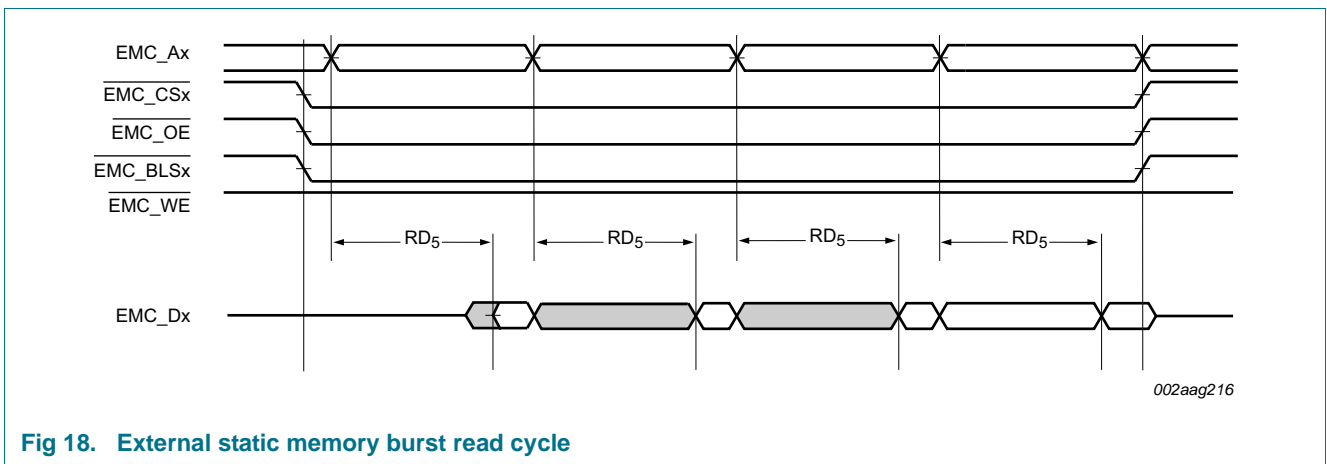 EMC_Ax
EMC_CSx
EMC_OE
EMC_BLSx
EMC_WE
RD5 RD5 RD5 RD5
EMC_Dx
002aag216
Fig 18. External static memory burst read cycle